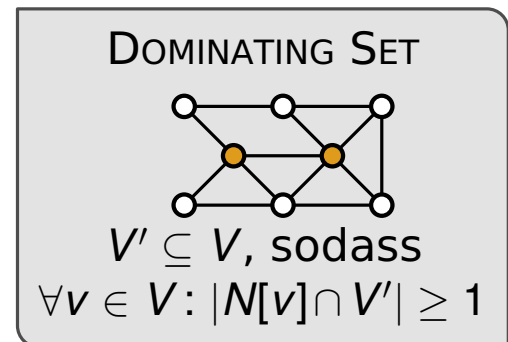 DOMINATING SET
V′ ⊆ V, sodass
∀v ∈ V: |N[v]∩ V′| ≥ 1